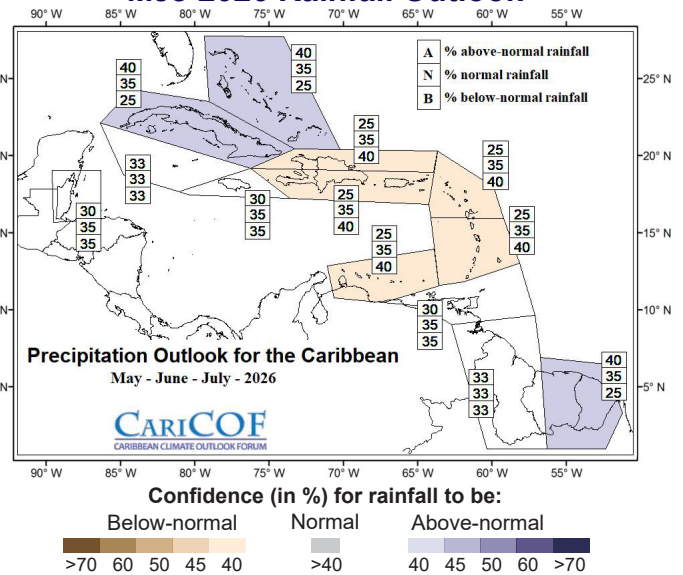 MJJ 2026 Rainfall Outlook
90° W 85° W 80° W 75° W 70° W 65° W 60° W 55° W
A % above-normal rainfall
N % normal rainfall
B % below-normal rainfall
40
35
25
40
35
25
25
35
40
25
35
40
33
33
33
30
35
35
25
35
40
25
35
40
30
35
35
25
35
40
30
35
35
33
33
33
40
35
25
25° N
20° N
15° N
10° N
5° N
Precipitation Outlook for the Caribbean
May - June - July - 2026
CARICOF
CARIBBEAN CLIMATE OUTLOOK FORUM
90° W 85° W 80° W 75° W 70° W 65° W 60° W 55° W
Confidence (in %) for rainfall to be:
Below-normal Normal Above-normal
>70 60 50 45 40 >40 40 45 50 60 >70